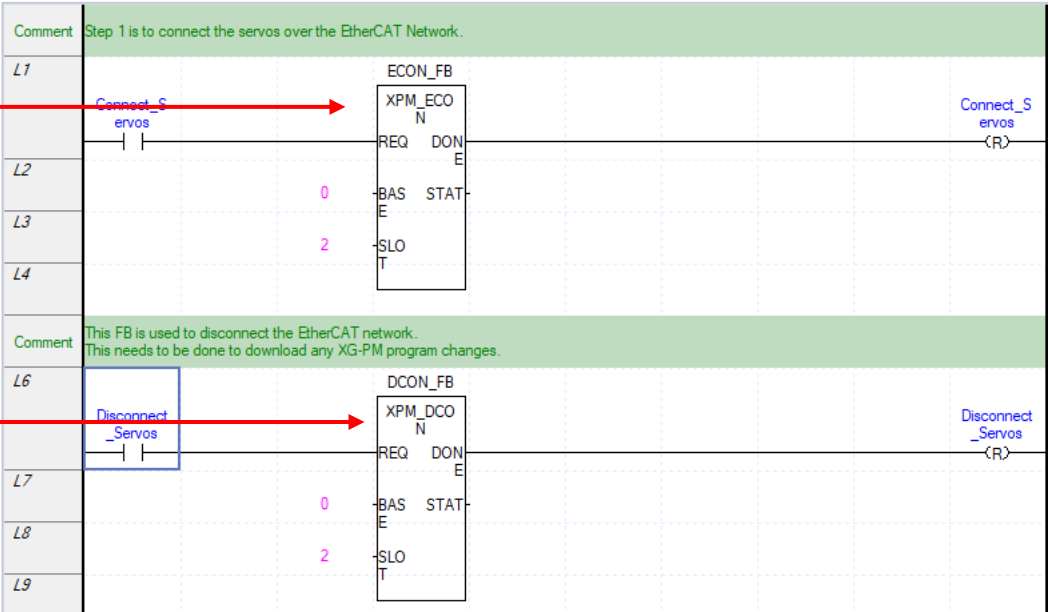 Comment Step 1 is to connect the servos over the EtherCAT Network.
L1
ECON_FB
Connect_S
ervos
XPM_ECO
N
Connect_S
ervos
REQ DON
E
(R)
L2
0 BAS STAT
E
L3
2 SLO
T
L4
Comment This FB is used to disconnect the EtherCAT network.
This needs to be done to download any XG-PM program changes.
L6
DCON_FB
Disconnect
_Servos
XPM_DCO
N
Disconnect
_Servos
REQ DON
E
(R)
L7
0 BAS STAT
E
L8
2 SLO
T
L9